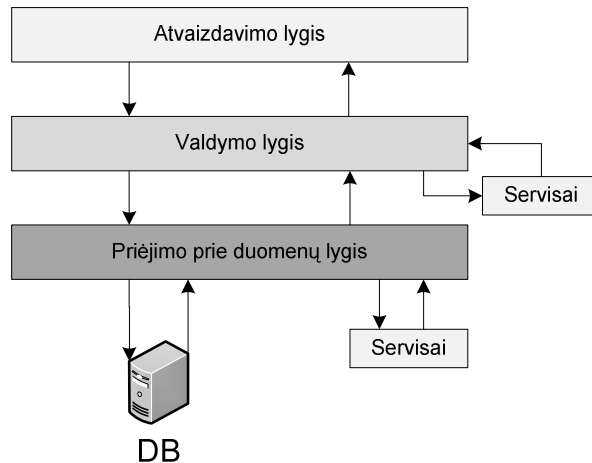 Atvaizdavimo lygis
Valdymo lygis
Servisai
Priėjimo prie duomenų lygis
Servisai
DB